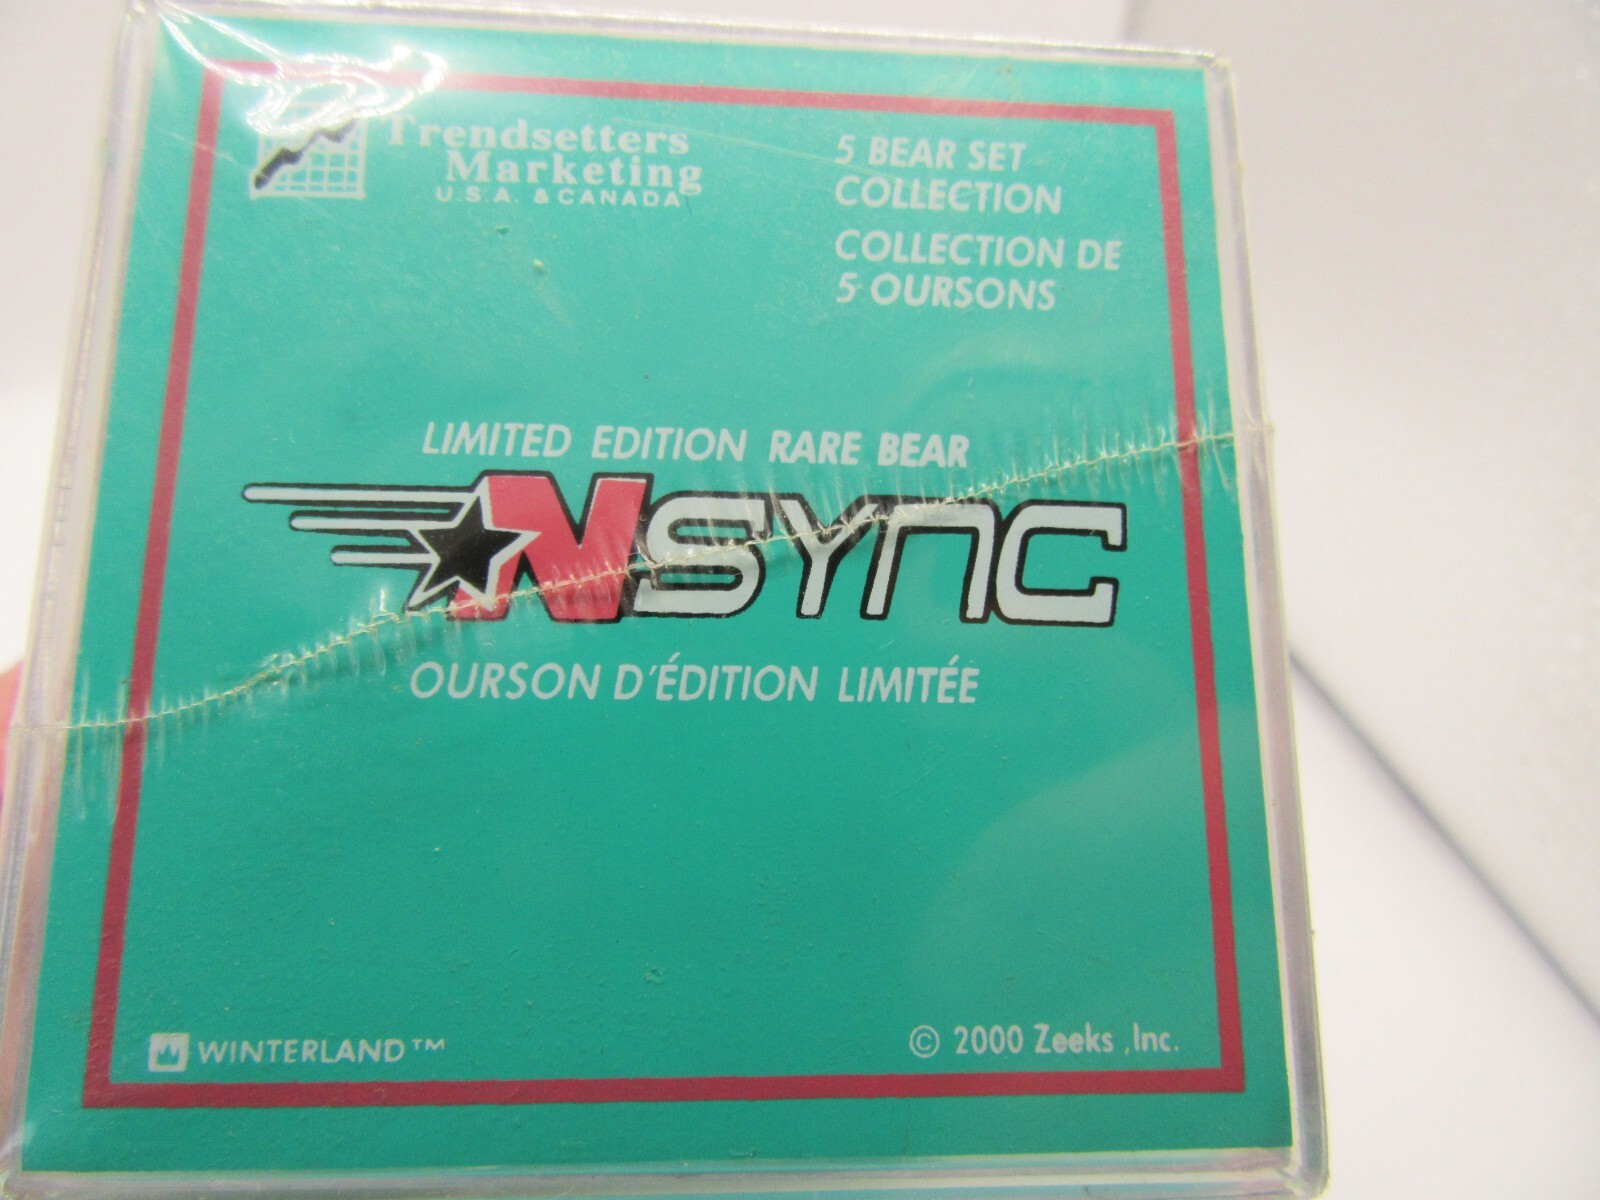 Trendsetters
Marketing
U.S.A. & CANADA
5 BEAR SET
COLLECTION
COLLECTION DE
5 OURSONS
LIMITED EDITION RARE BEAR
NSYNC
OURSON D'ÉDITION LIMITÉE
WINTERLAND™
© 2000 Zeeks ,Inc.